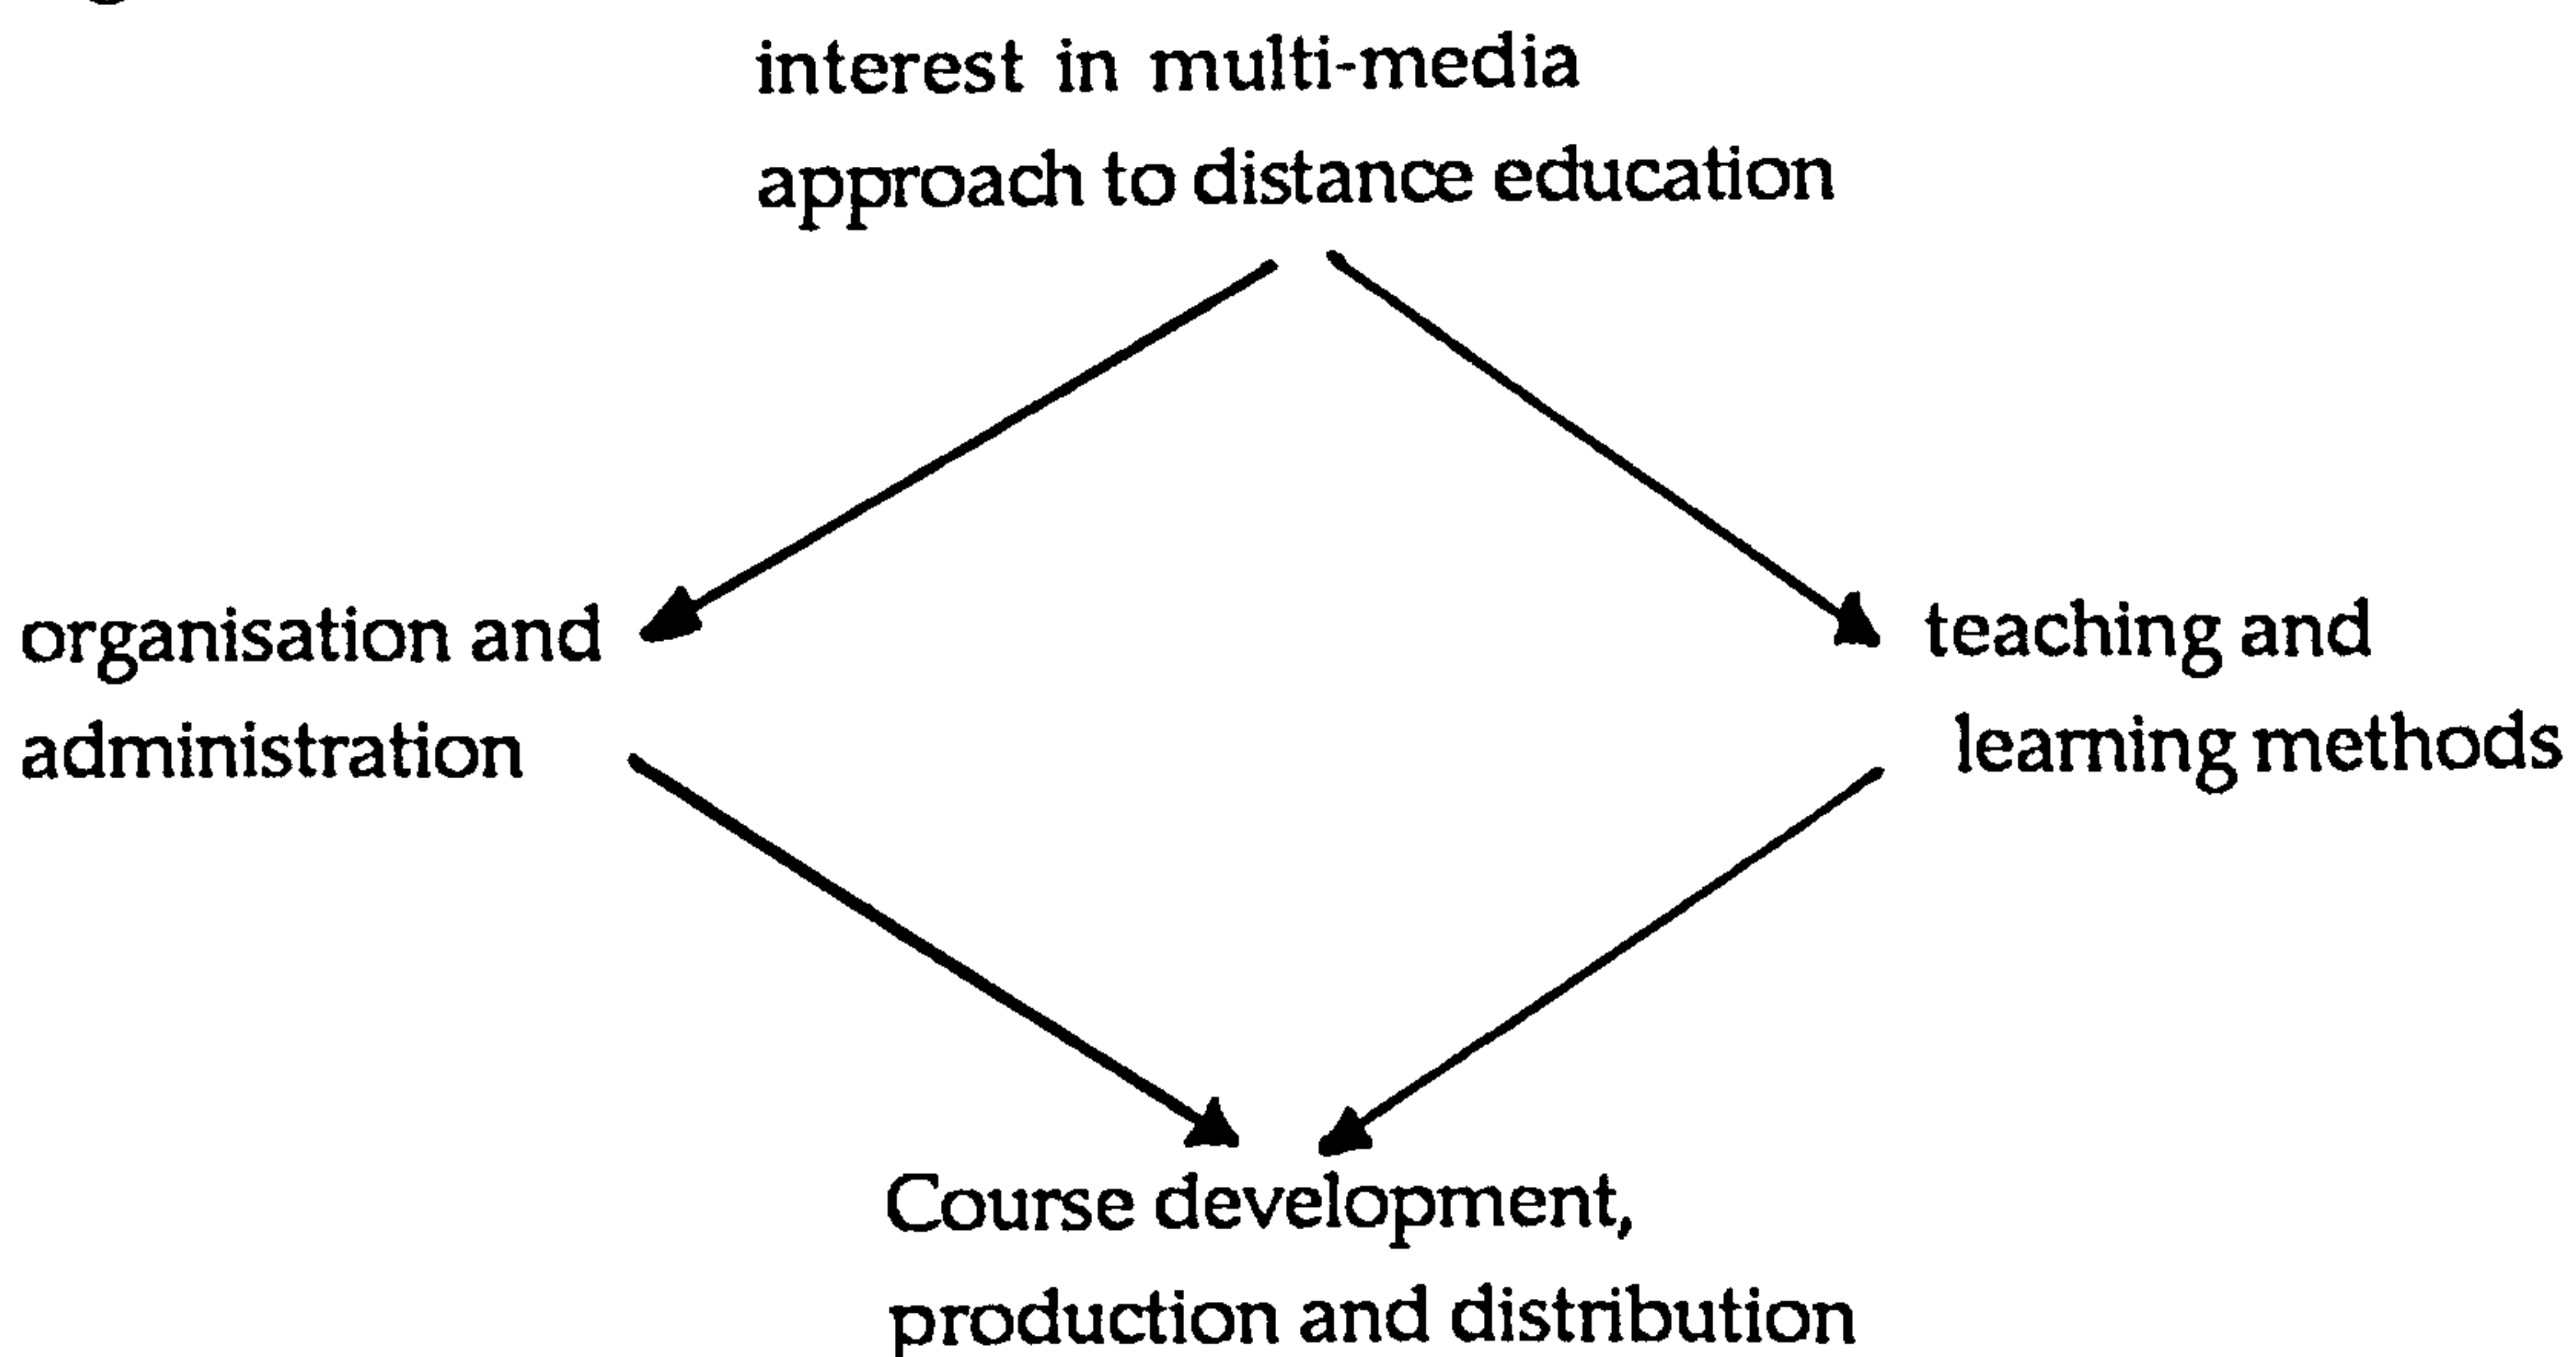 interest in multi-media
approach to distance education
organisation and
administration
teaching and
learning methods
Course development,
production and distribution